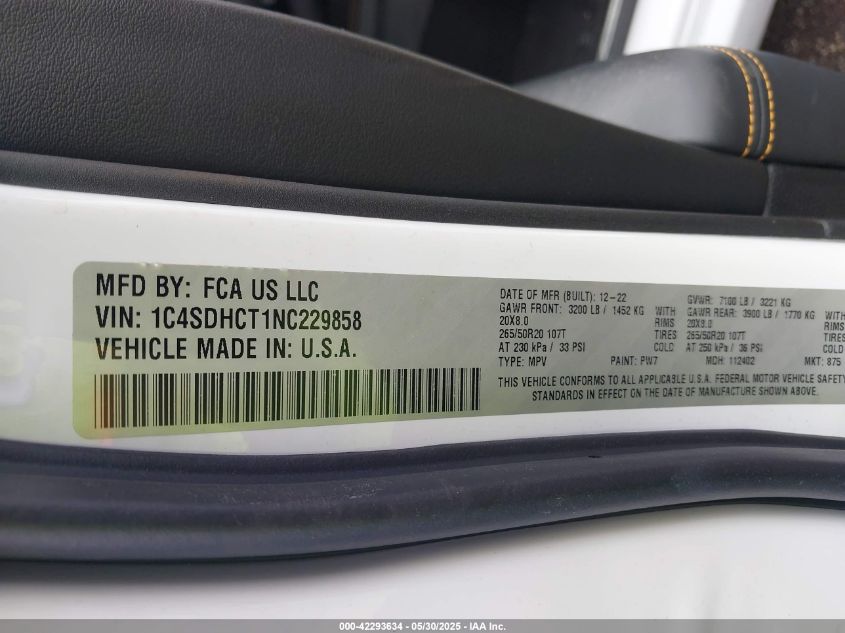 MFD BY: FCA US LLC
VIN: 1C4SDHCT1NC229858
VEHICLE MADE IN: U.S.A.
DATE OF MFR (BUILT): 12-22 GVWR: 7100 LB / 3221 KG
GAWR FRONT: 3200 LB / 1452 KG WITH GAWR REAR: 3900 LB / 1770 KG WITH
20X8.0 RIMS 20X8.0 RIMS
265/50R20 107T TIRES 265/50R20 107T TIRES
AT 230 kPa / 33 PSI COLD AT 250 kPa / 36 PSI COLD
TYPE: MPV PAINT: PW7 MDH: 112402 MKT: 875
THIS VEHICLE CONFORMS TO ALL APPLICABLE U.S.A. FEDERAL MOTOR VEHICLE SAFETY
STANDARDS IN EFFECT ON THE DATE OF MANUFACTURE SHOWN ABOVE.
000-42293634 - 05/30/2025 - IAA Inc.